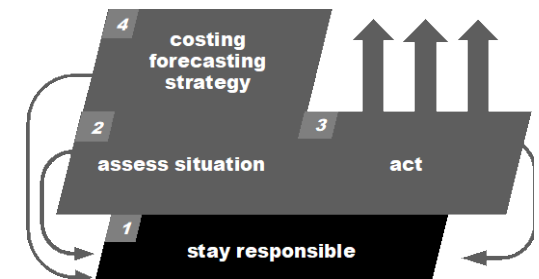 4
costing
forecasting
strategy
2
assess situation
3
act
1
stay responsible